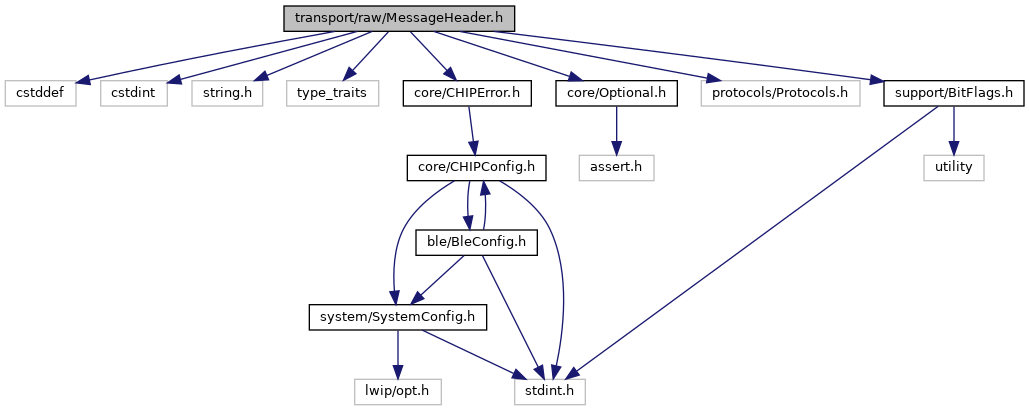 transport/raw/MessageHeader.h
cstddef
cstdint
string.h
type_traits
core/CHIPError.h
core/Optional.h
protocols/Protocols.h
support/BitFlags.h
core/CHIPConfig.h
assert.h
utility
ble/BleConfig.h
system/SystemConfig.h
lwip/opt.h
stdint.h